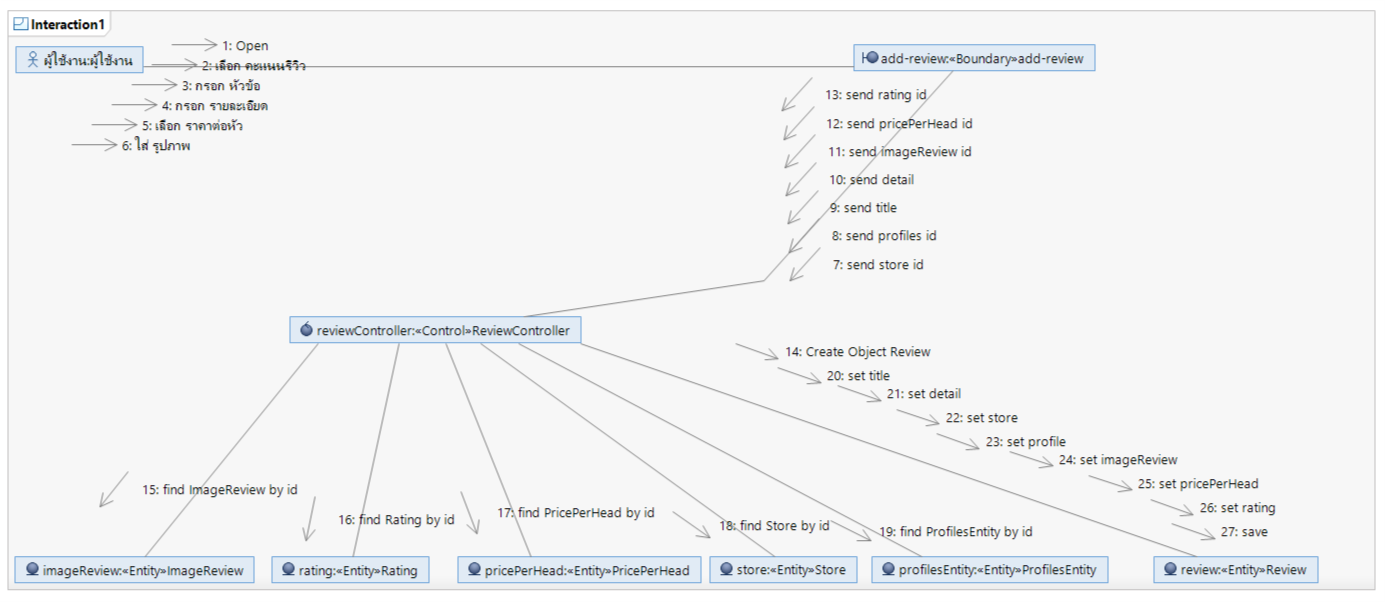 Interaction1
ผู้ใช้งาน:ผู้ใช้งาน
1: Open
2: เลือก คะแนนรีวิว
3: กรอก หัวข้อ
4: กรอก รายละเอียด
5: เลือก ราคาต่อหัว
6: ใส่ รูปภาพ
add-review:«Boundary»add-review
13: send rating id
12: send pricePerHead id
11: send imageReview id
10: send detail
9: send title
8: send profiles id
7: send store id
reviewController:«Control»ReviewController
14: Create Object Review
20: set title
21: set detail
22: set store
23: set profile
24: set imageReview
25: set pricePerHead
26: set rating
27: save
15: find ImageReview by id
16: find Rating by id
17: find PricePerHead by id
18: find Store by id
19: find ProfilesEntity by id
imageReview:«Entity»ImageReview
rating:«Entity»Rating
pricePerHead:«Entity»PricePerHead
store:«Entity»Store
profilesEntity:«Entity»ProfilesEntity
review:«Entity»Review